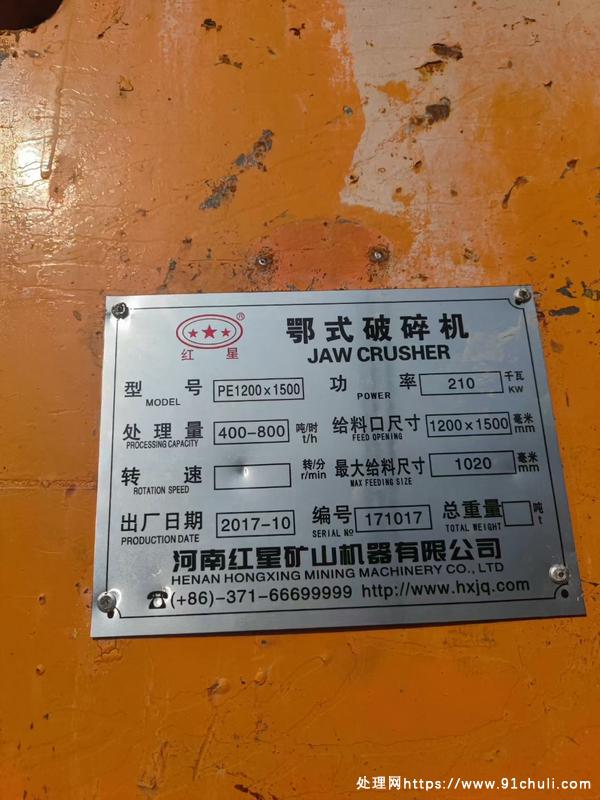 ®
红 星
鄂式破碎机
JAW CRUSHER
型 号 PE1200×1500 功 率 210 千瓦
MODEL POWER KW
处理量 400-800 吨/时 给料口尺寸 1200×1500 毫米
PROCESSING CAPACITY t/h FEED OPENING mm
转 速 转/分 最大给料尺寸 1020 毫米
ROTATION SPEED r/min MAX FEEDING SIZE mm
出厂日期 2017-10 编号 171017 总重量 吨
PRODUCTION DATE SERIAL No TOTAL WEIGHT t
河南红星矿山机器有限公司
HENAN HONGXING MINING MACHINERY CO., LTD
☎(+86)-371-66699999 http://www.hxjq.com
处理网https://www.91chuli.com